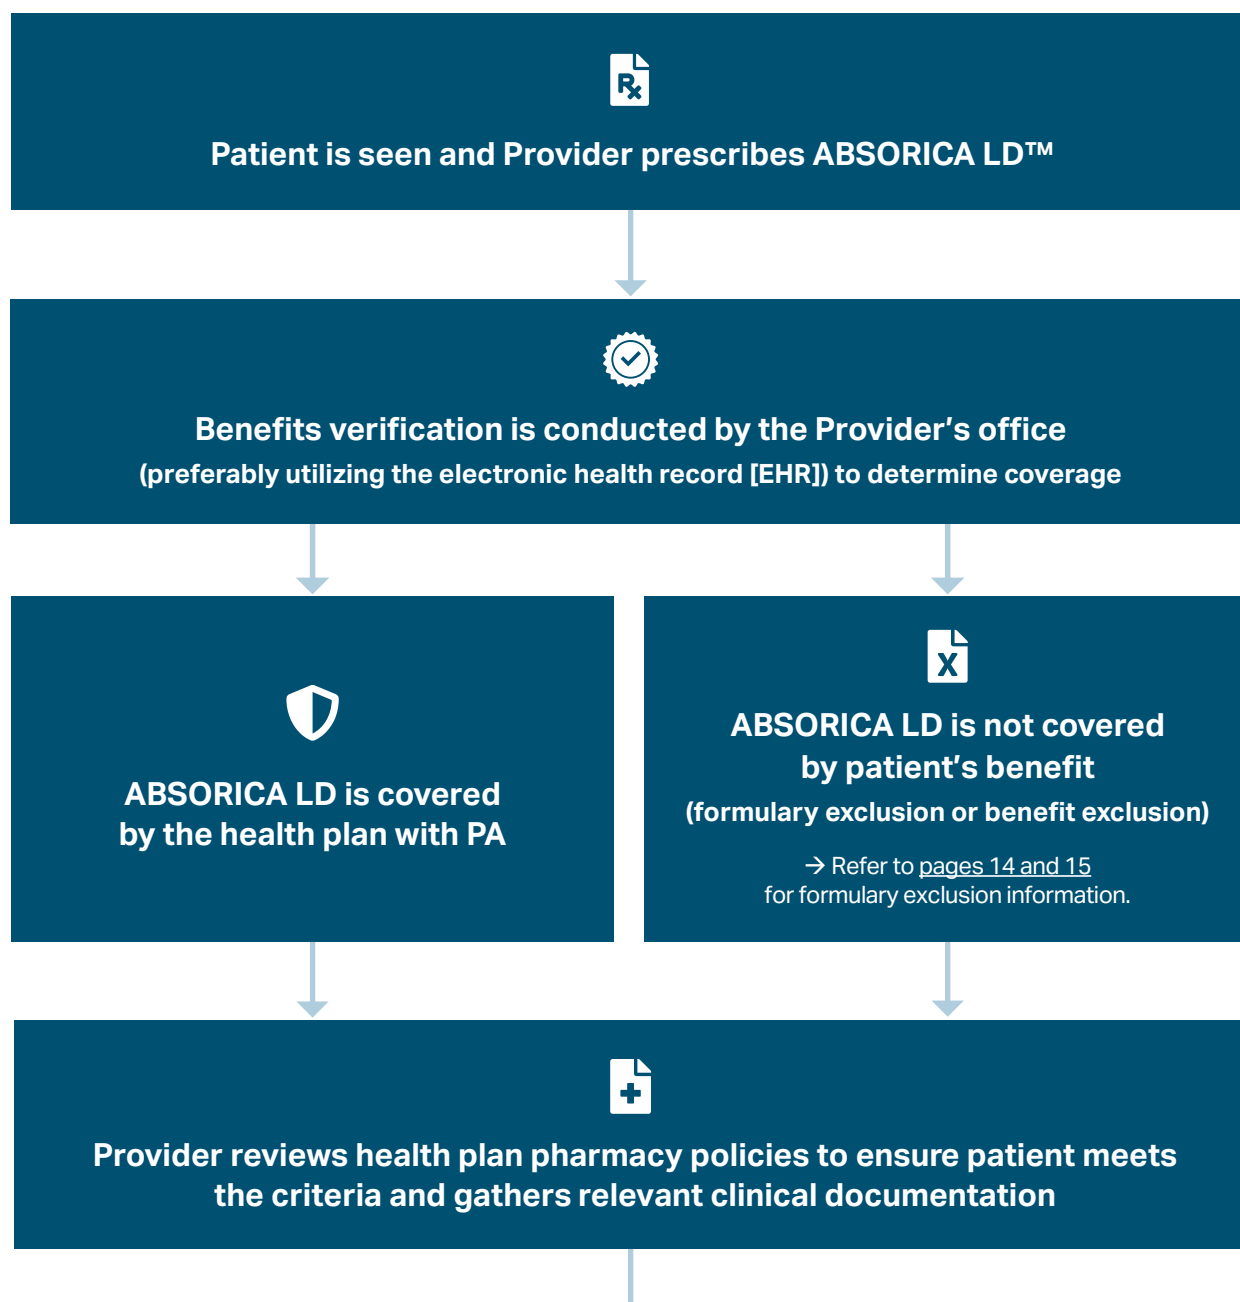 Rx
Patient is seen and Provider prescribes ABSORICA LD™
Benefits verification is conducted by the Provider’s office
(preferably utilizing the electronic health record [EHR]) to determine coverage
ABSORICA LD is covered
by the health plan with PA
X
ABSORICA LD is not covered
by patient’s benefit
(formulary exclusion or benefit exclusion)
→ Refer to pages 14 and 15
for formulary exclusion information.
Provider reviews health plan pharmacy policies to ensure patient meets
the criteria and gathers relevant clinical documentation